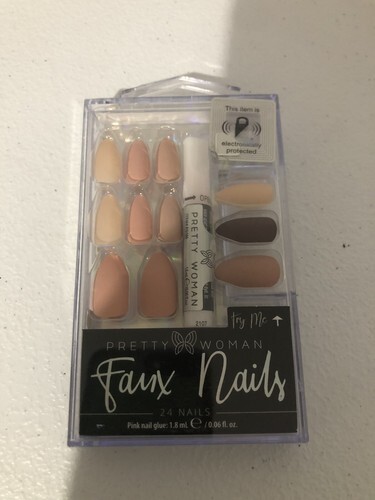 This item is
electronically
protected
OPEN
PRETTY WOMAN
Try Me
PRETTY WOMAN
Faux Nails
24 NAILS
Pink nail glue: 1.8 mL ℮ / 0.06 fl. oz.